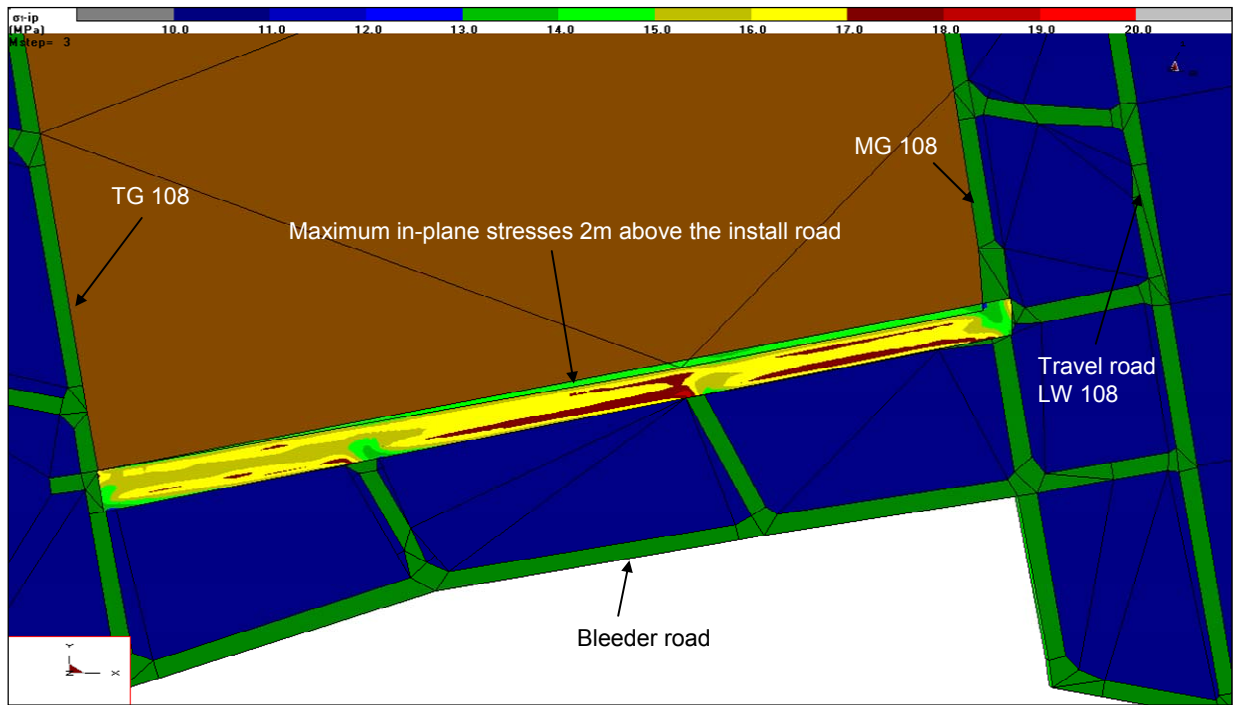 σ1-ip
[MPa] 10.0 11.0 12.0 13.0 14.0 15.0 16.0 17.0 18.0 19.0 20.0
Mstep= 3
MG 108
TG 108
Maximum in-plane stresses 2m above the install road
Travel road
LW 108
Bleeder road
Y
Z X